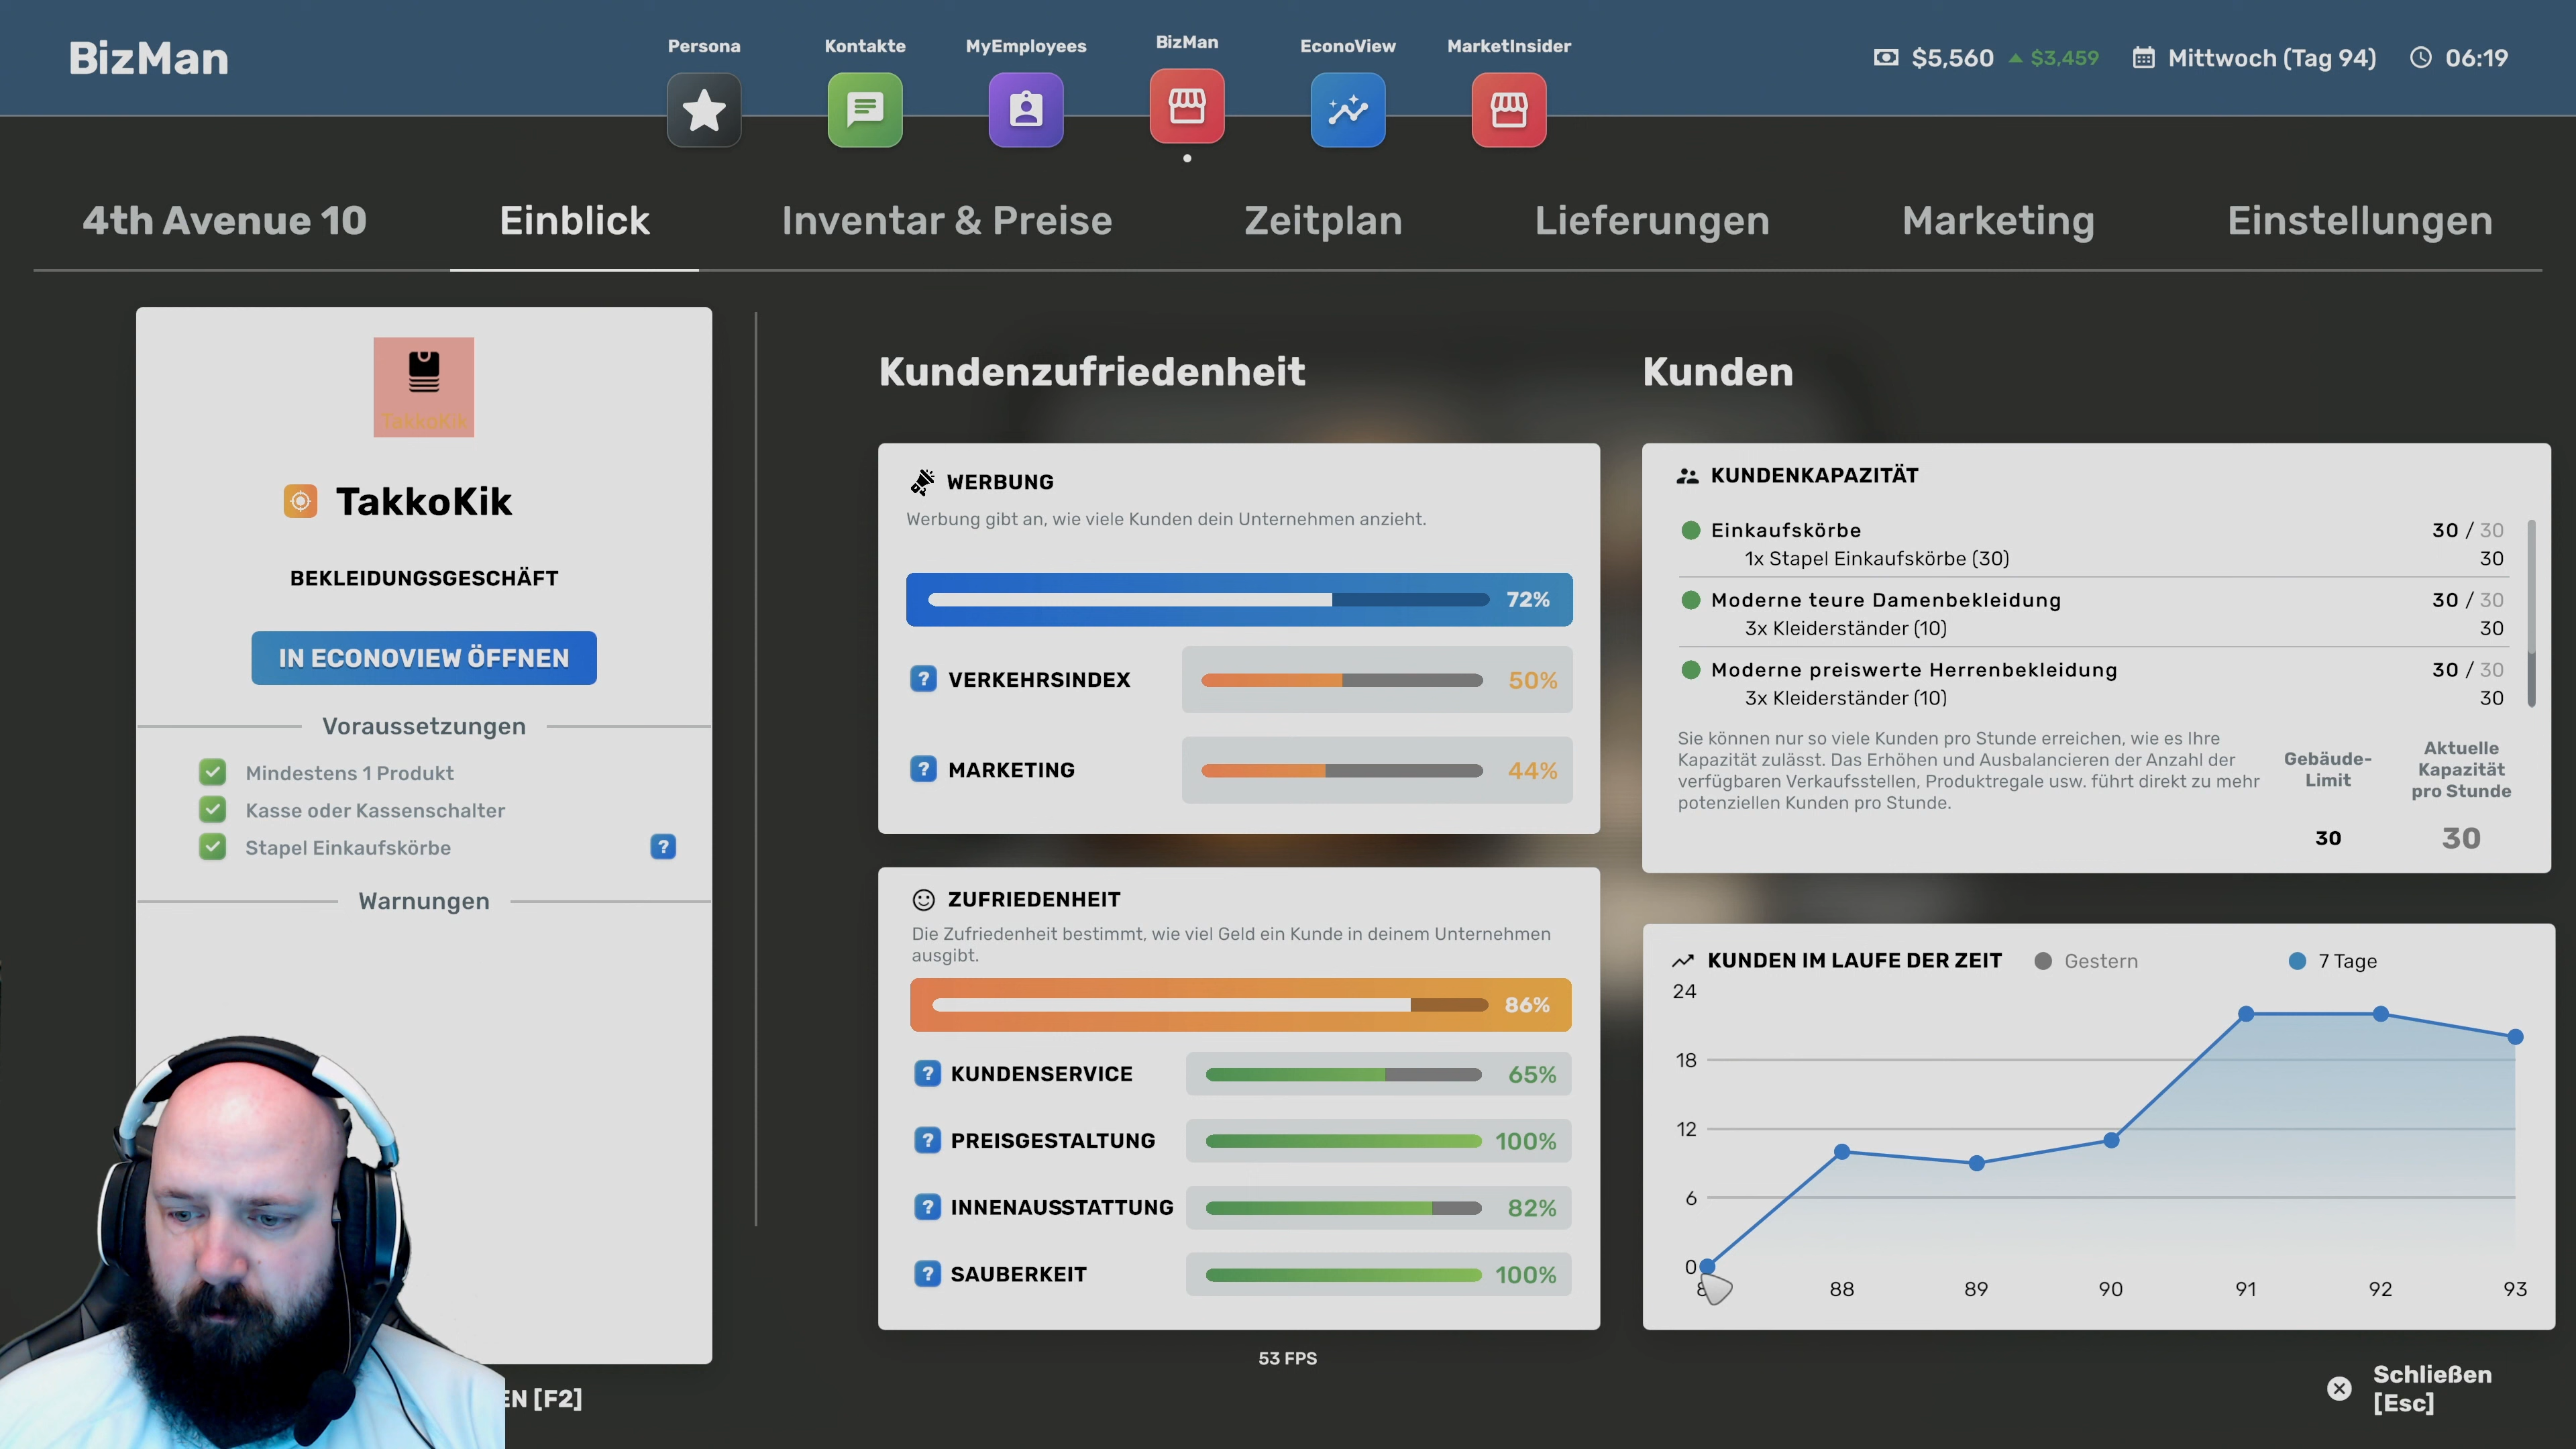 BizMan
Persona
Kontakte
MyEmployees
BizMan
EconoView
MarketInsider
$5,560 $3,459 Mittwoch (Tag 94) 06:19
4th Avenue 10
Einblick
Inventar & Preise
Zeitplan
Lieferungen
Marketing
Einstellungen
TakkoKik
TakkoKik
BEKLEIDUNGSGESCHÄFT
IN ECONOVIEW ÖFFNEN
Voraussetzungen
Mindestens 1 Produkt
Kasse oder Kassenschalter
Stapel Einkaufskörbe
?
Warnungen
Kundenzufriedenheit
WERBUNG
Werbung gibt an, wie viele Kunden dein Unternehmen anzieht.
72%
? VERKEHRSINDEX 50%
? MARKETING 44%
ZUFRIEDENHEIT
Die Zufriedenheit bestimmt, wie viel Geld ein Kunde in deinem Unternehmen
ausgibt.
86%
? KUNDENSERVICE 65%
? PREISGESTALTUNG 100%
? INNENAUSSTATTUNG 82%
? SAUBERKEIT 100%
Kunden
KUNDENKAPAZITÄT
Einkaufskörbe 30 / 30
1x Stapel Einkaufskörbe (30) 30
Moderne teure Damenbekleidung 30 / 30
3x Kleiderständer (10) 30
Moderne preiswerte Herrenbekleidung 30 / 30
3x Kleiderständer (10) 30
Sie können nur so viele Kunden pro Stunde erreichen, wie es Ihre
Kapazität zulässt. Das Erhöhen und Ausbalancieren der Anzahl der
verfügbaren Verkaufsstellen, Produktregale usw. führt direkt zu mehr
potenziellen Kunden pro Stunde.
Gebäude-
Limit
30
Aktuelle
Kapazität
pro Stunde
30
KUNDEN IM LAUFE DER ZEIT Gestern 7 Tage
24
18
12
6
0
88 89 90 91 92 93
53 FPS
EN [F2]
Schließen
[Esc]